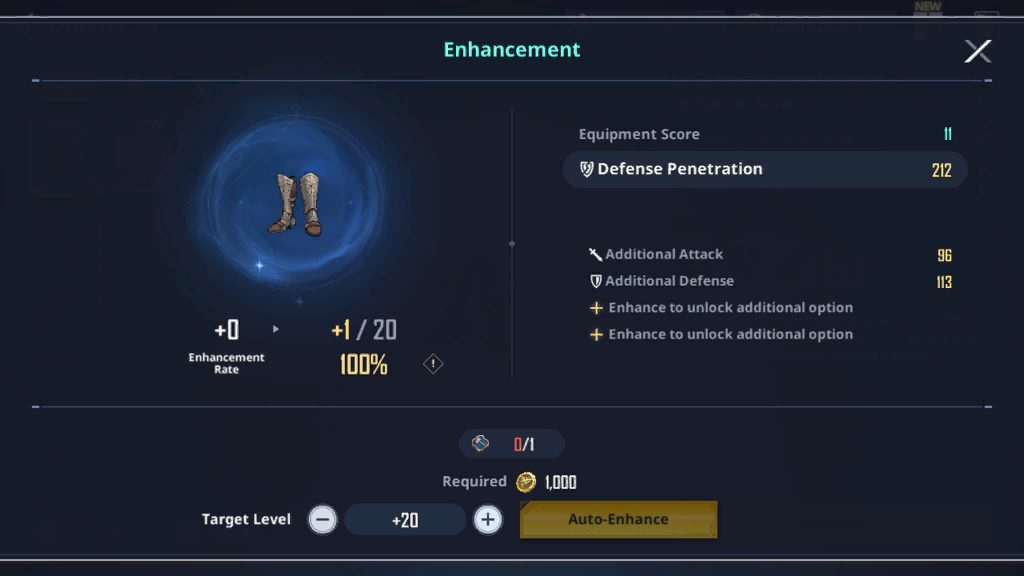 NEW
Enhancement
Equipment Score 11
Defense Penetration 212
Additional Attack 96
Additional Defense 113
Enhance to unlock additional option
Enhance to unlock additional option
+0 +1 / 20
Enhancement Rate 100%
0/1
Required 1,000
Target Level +20 Auto-Enhance